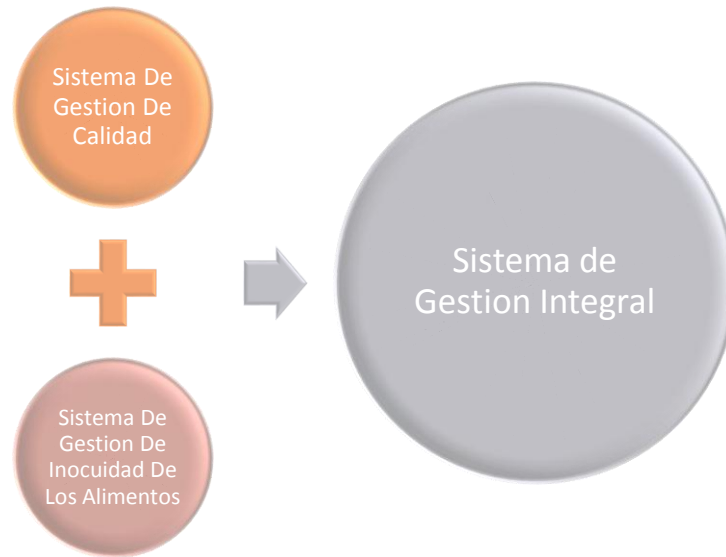 Sistema De
Gestion De
Calidad
Sistema De
Gestion De
Inocuidad De
Los Alimentos
Sistema de
Gestion Integral